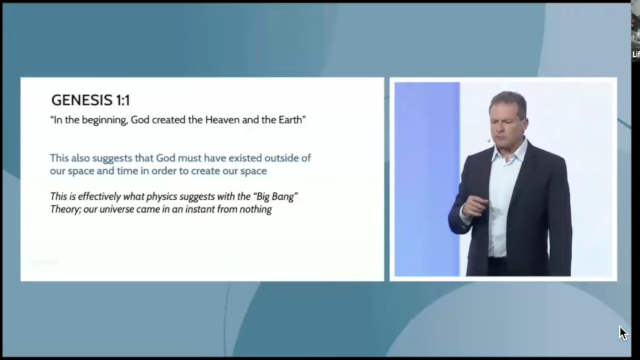 GENESIS 1:1
“In the beginning, God created the Heaven and the Earth”
This also suggests that God must have existed outside of
our space and time in order to create our space
This is effectively what physics suggests with the “Big Bang”
Theory; our universe came in an instant from nothing